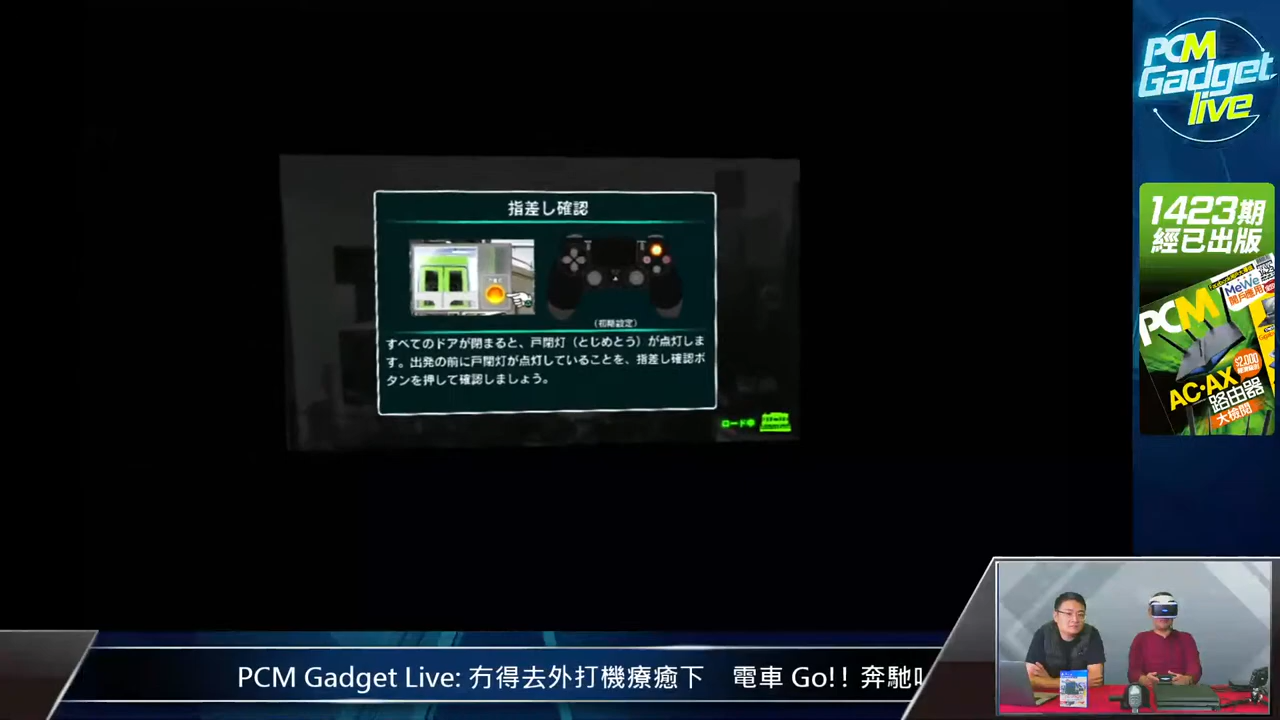 指差し確認
(初期設定)
すべてのドアが閉まると、戸閉灯（とじめとう）が点灯しま
す。出発の前に戸閉灯が点灯していることを、指差し確認ボ
タンを押して確認しましょう。
ロード中
PCM
Gadget
live
1423期
經已出版
PCM
MeWe
$2,000
AC·AX
路由器
大檢閱
PCM Gadget Live: 冇得去外打機療癒下 電車 Go!! 奔馳